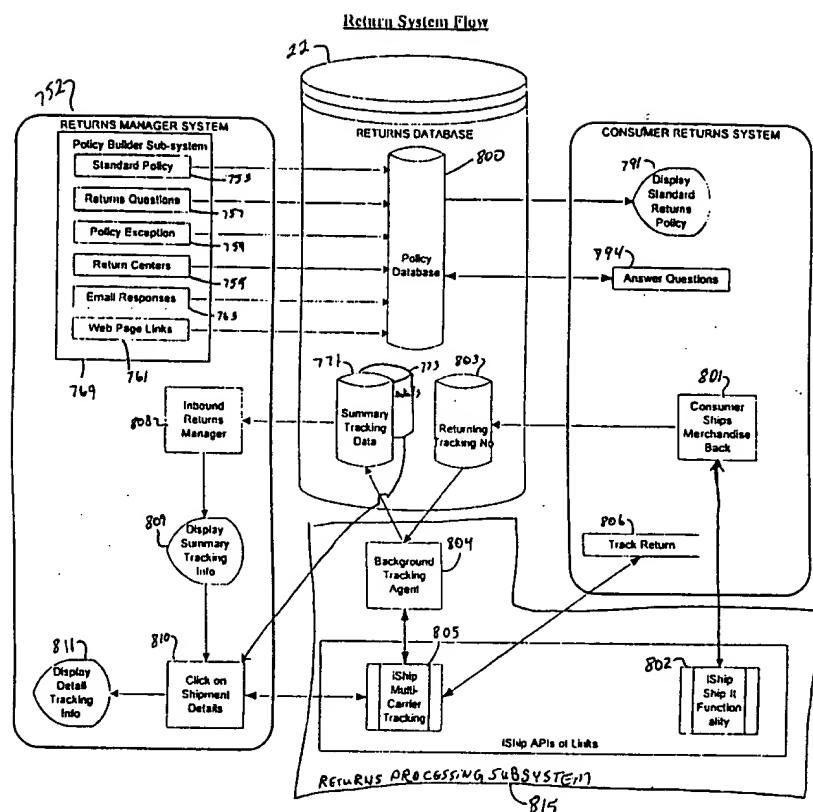 Return System Flow
22
752
RETURNS MANAGER SYSTEM
Policy Builder Sub-system
Standard Policy
753
Returns Questions
757
Policy Exception
759
Return Centers
755
Email Responses
763
Web Page Links
769
761
RETURNS DATABASE
800
Policy
Database
CONSUMER RETURNS SYSTEM
791
Display
Standard
Returns
Policy
894
Answer Questions
771
773
803
Summary
Tracking
Data
Returning
Tracking No
801
Consumer
Ships
Merchandise
Back
808
Inbound
Returns
Manager
809
Display
Summary
Tracking
Info
804
Background
Tracking
Agent
806
Track Return
811
Display
Detail
Tracking
Info
810
Click on
Shipment
Details
805
iShip
Multi-
Carrier
Tracking
802
iShip
Ship It
Function
ality
iShip APIs of Links
RETURNS PROCESSING SUBSYSTEM
815